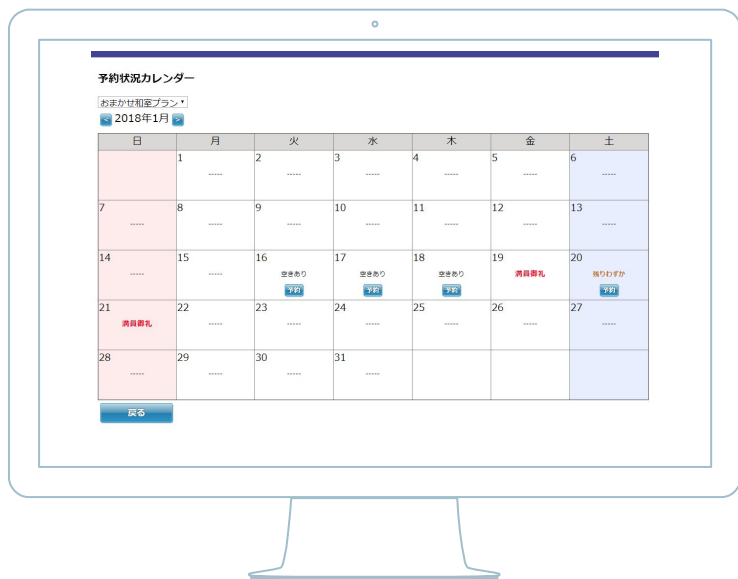 予約状況カレンダー
おまかせ和室プラン
< 2018年1月 >
日 月 火 水 木 金 土
1 2 3 4 5 6
----- ----- ----- ----- ----- -----
7 8 9 10 11 12 13
----- ----- ----- ----- ----- ----- -----
14 15 16 17 18 19 20
----- ----- 空きあり 空きあり 空きあり 満員御礼 残りわずか
予約 予約 予約 予約
21 22 23 24 25 26 27
満員御礼 ----- ----- ----- ----- ----- -----
28 29 30 31
----- ----- ----- -----
戻る